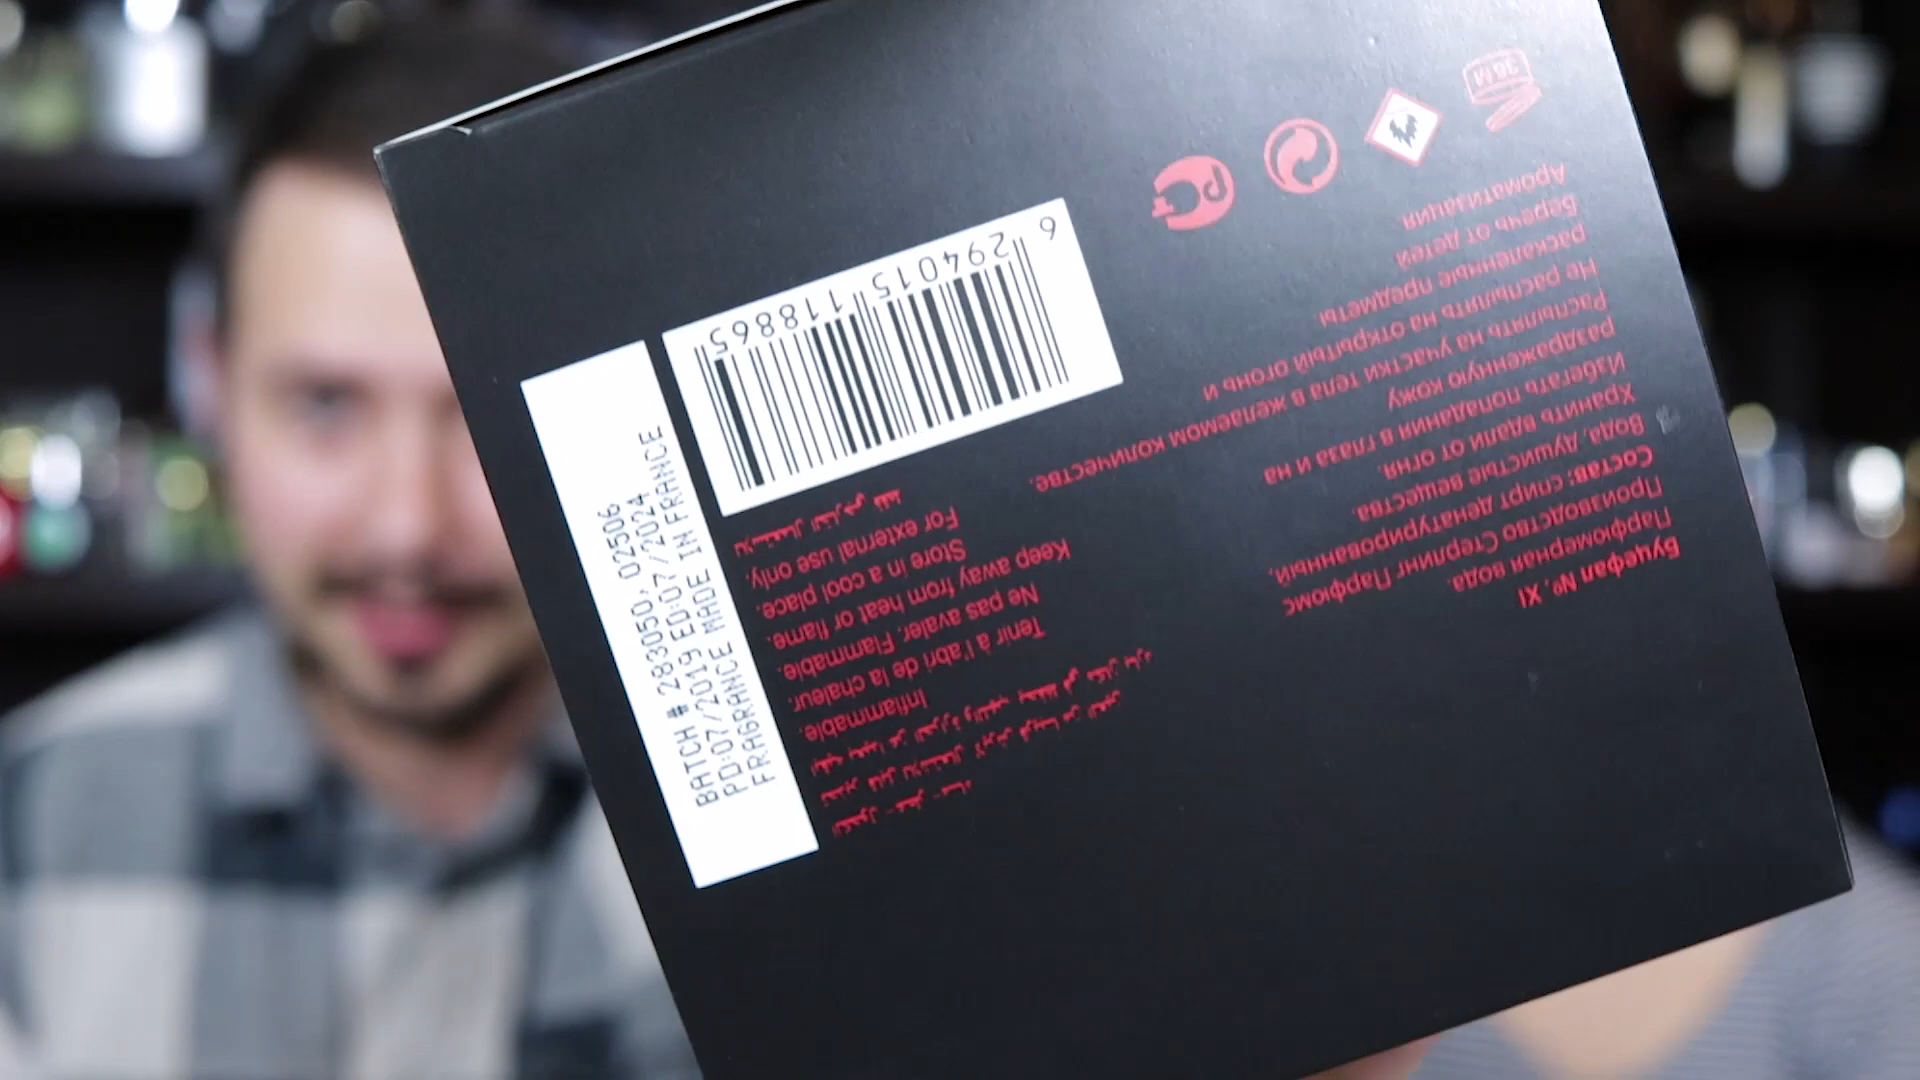 Буцефал №. XI
Парфюмерная вода.
Производство Стерлинг Парфюмс
Состав: спирт денатурированный,
Вода, Душистые вещества.
Хранить вдали от огня.
Избегать попадания в глаза и на
раздраженную кожу
Распылять на участки тела в желаемом количестве.
Не распылять на открытый огонь и
раскаленные предметы
Беречь от детей
Ароматизация
36M
Inflammable.
Tenir à l'abri de la chaleur.
Ne pas avaler. Flammable.
Keep away from heat or flame.
Store in a cool place.
For external use only.
6 294015 118865
BATCH # 283050, 02506
PD:07/2019 ED:07/2024
FRAGRANCE MADE IN FRANCE